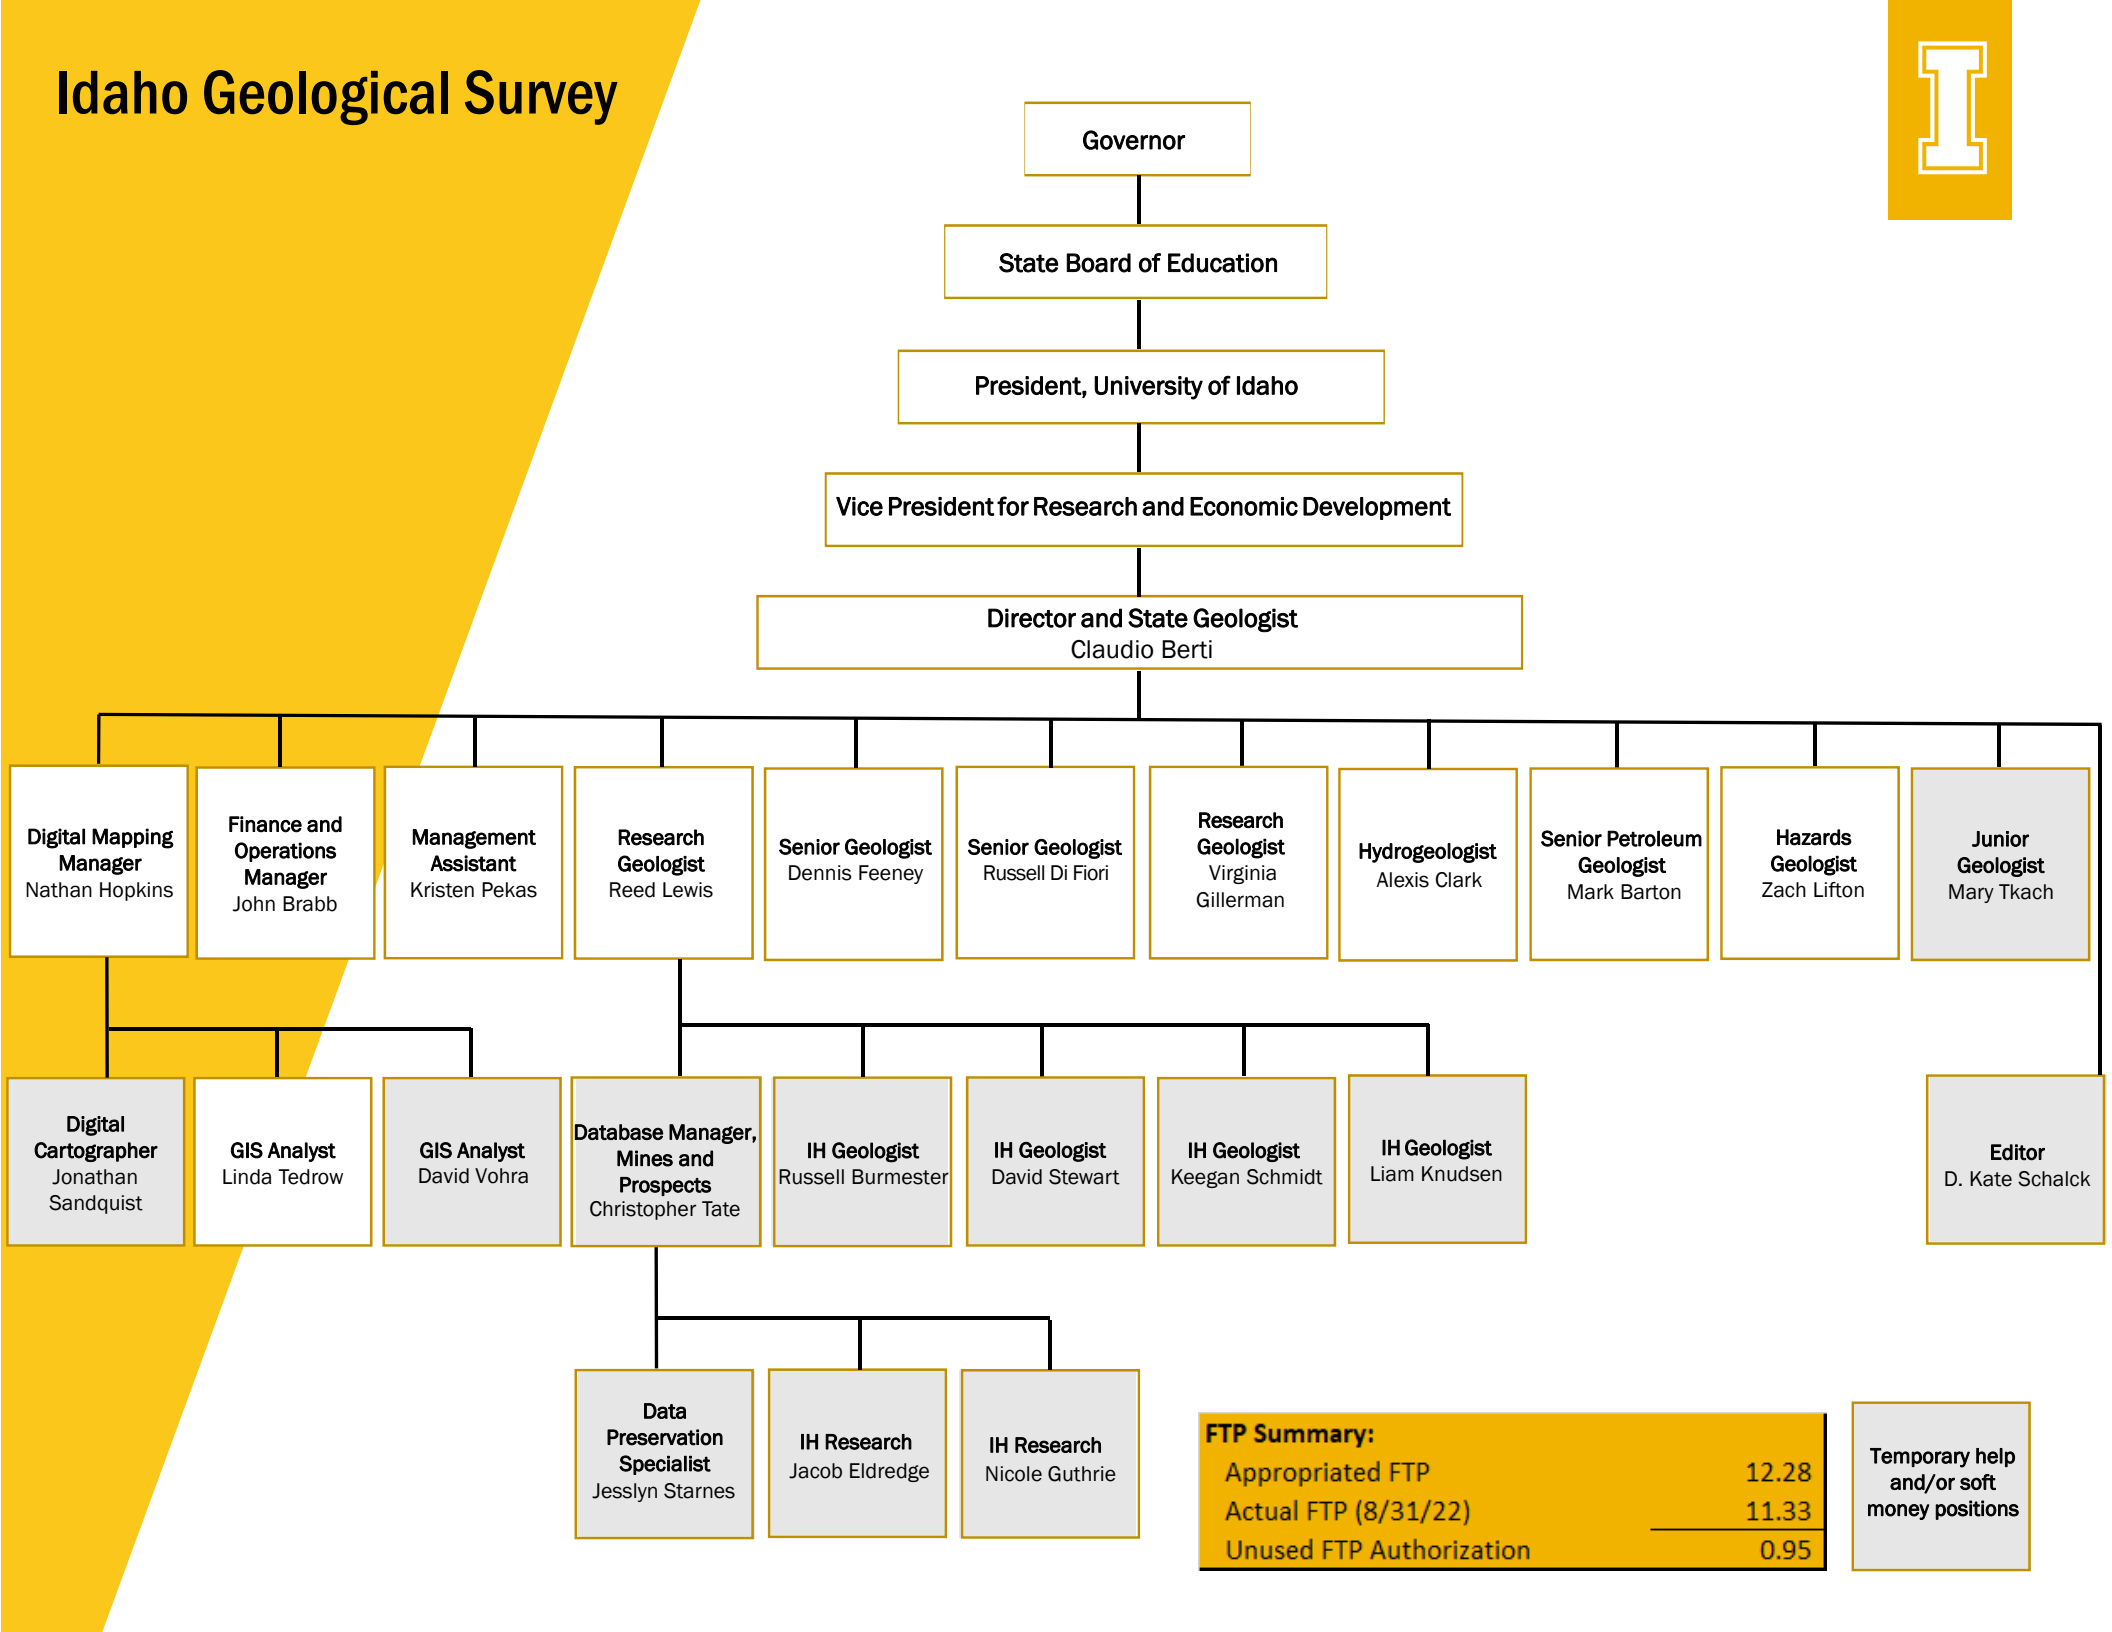 Idaho Geological Survey
Governor
State Board of Education
President, University of Idaho
Vice President for Research and Economic Development
Director and State Geologist
Claudio Berti
Digital Mapping
Manager
Nathan Hopkins
Finance and
Operations
Manager
John Brabb
Management
Assistant
Kristen Pekas
Research
Geologist
Reed Lewis
Senior Geologist
Dennis Feeney
Senior Geologist
Russell Di Fiori
Research
Geologist
Virginia
Gillerman
Hydrogeologist
Alexis Clark
Senior Petroleum
Geologist
Mark Barton
Hazards
Geologist
Zach Lifton
Junior
Geologist
Mary Tkach
Digital
Cartographer
Jonathan
Sandquist
GIS Analyst
Linda Tedrow
GIS Analyst
David Vohra
Database Manager,
Mines and
Prospects
Christopher Tate
IH Geologist
Russell Burmester
IH Geologist
David Stewart
IH Geologist
Keegan Schmidt
IH Geologist
Liam Knudsen
Editor
D. Kate Schalck
Data
Preservation
Specialist
Jesslyn Starnes
IH Research
Jacob Eldredge
IH Research
Nicole Guthrie
FTP Summary:
Appropriated FTP 12.28
Actual FTP (8/31/22) 11.33
Unused FTP Authorization 0.95
Temporary help
and/or soft
money positions